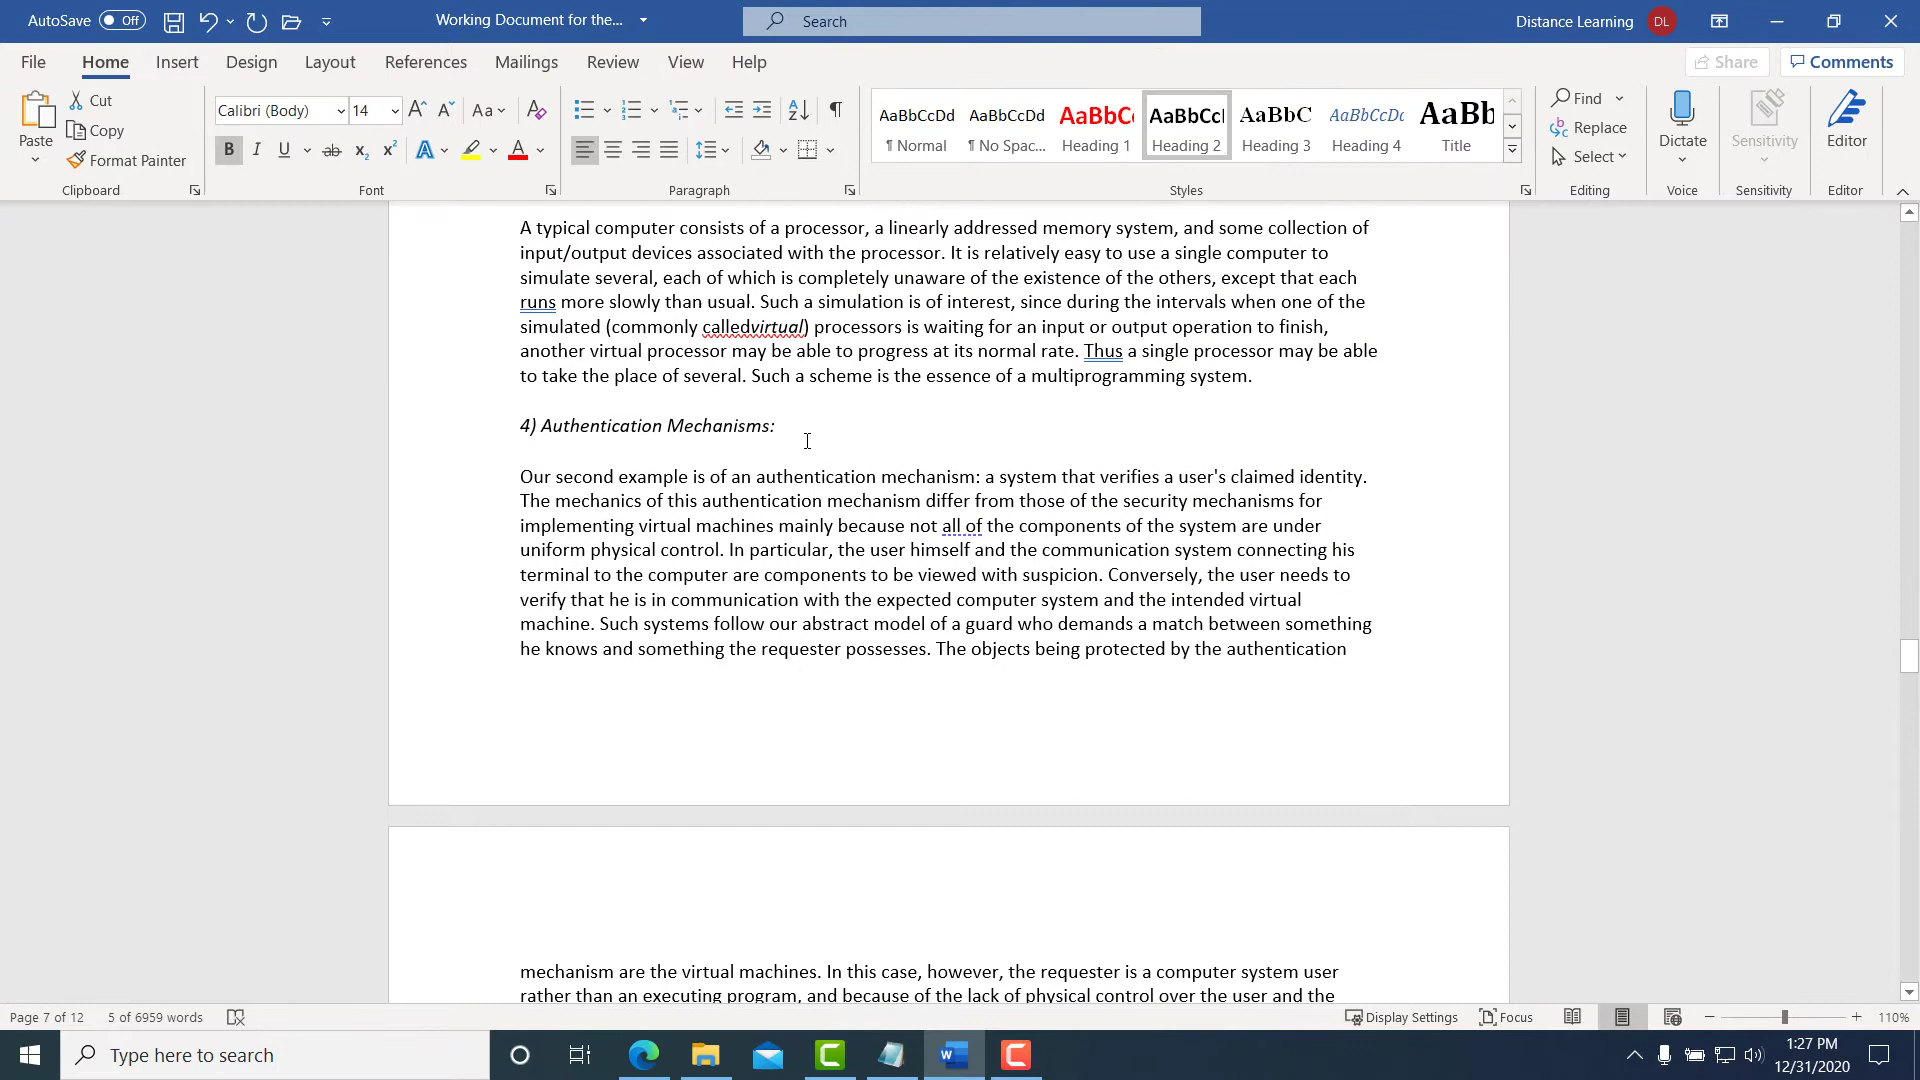 AutoSave Off Working Document for the... Search Distance Learning DL
File Home Insert Design Layout References Mailings Review View Help Share Comments
Paste Cut Copy Format Painter Clipboard
Calibri (Body) 14 Aa Font
Paragraph
AaBbCcDd ¶ Normal
AaBbCcDd ¶ No Spac...
AaBbC Heading 1
AaBbCcI Heading 2
AaBbC Heading 3
AaBbCcDc Heading 4
AaBb Title
Styles
Find Replace Select Editing
Dictate Voice
Sensitivity Sensitivity
Editor Editor
A typical computer consists of a processor, a linearly addressed memory system, and some collection of
input/output devices associated with the processor. It is relatively easy to use a single computer to
simulate several, each of which is completely unaware of the existence of the others, except that each
runs more slowly than usual. Such a simulation is of interest, since during the intervals when one of the
simulated (commonly calledvirtual) processors is waiting for an input or output operation to finish,
another virtual processor may be able to progress at its normal rate. Thus a single processor may be able
to take the place of several. Such a scheme is the essence of a multiprogramming system.
4) Authentication Mechanisms:
Our second example is of an authentication mechanism: a system that verifies a user's claimed identity.
The mechanics of this authentication mechanism differ from those of the security mechanisms for
implementing virtual machines mainly because not all of the components of the system are under
uniform physical control. In particular, the user himself and the communication system connecting his
terminal to the computer are components to be viewed with suspicion. Conversely, the user needs to
verify that he is in communication with the expected computer system and the intended virtual
machine. Such systems follow our abstract model of a guard who demands a match between something
he knows and something the requester possesses. The objects being protected by the authentication
mechanism are the virtual machines. In this case, however, the requester is a computer system user
rather than an executing program, and because of the lack of physical control over the user and the
Page 7 of 12 5 of 6959 words Display Settings Focus 110%
Type here to search 1:27 PM
12/31/2020